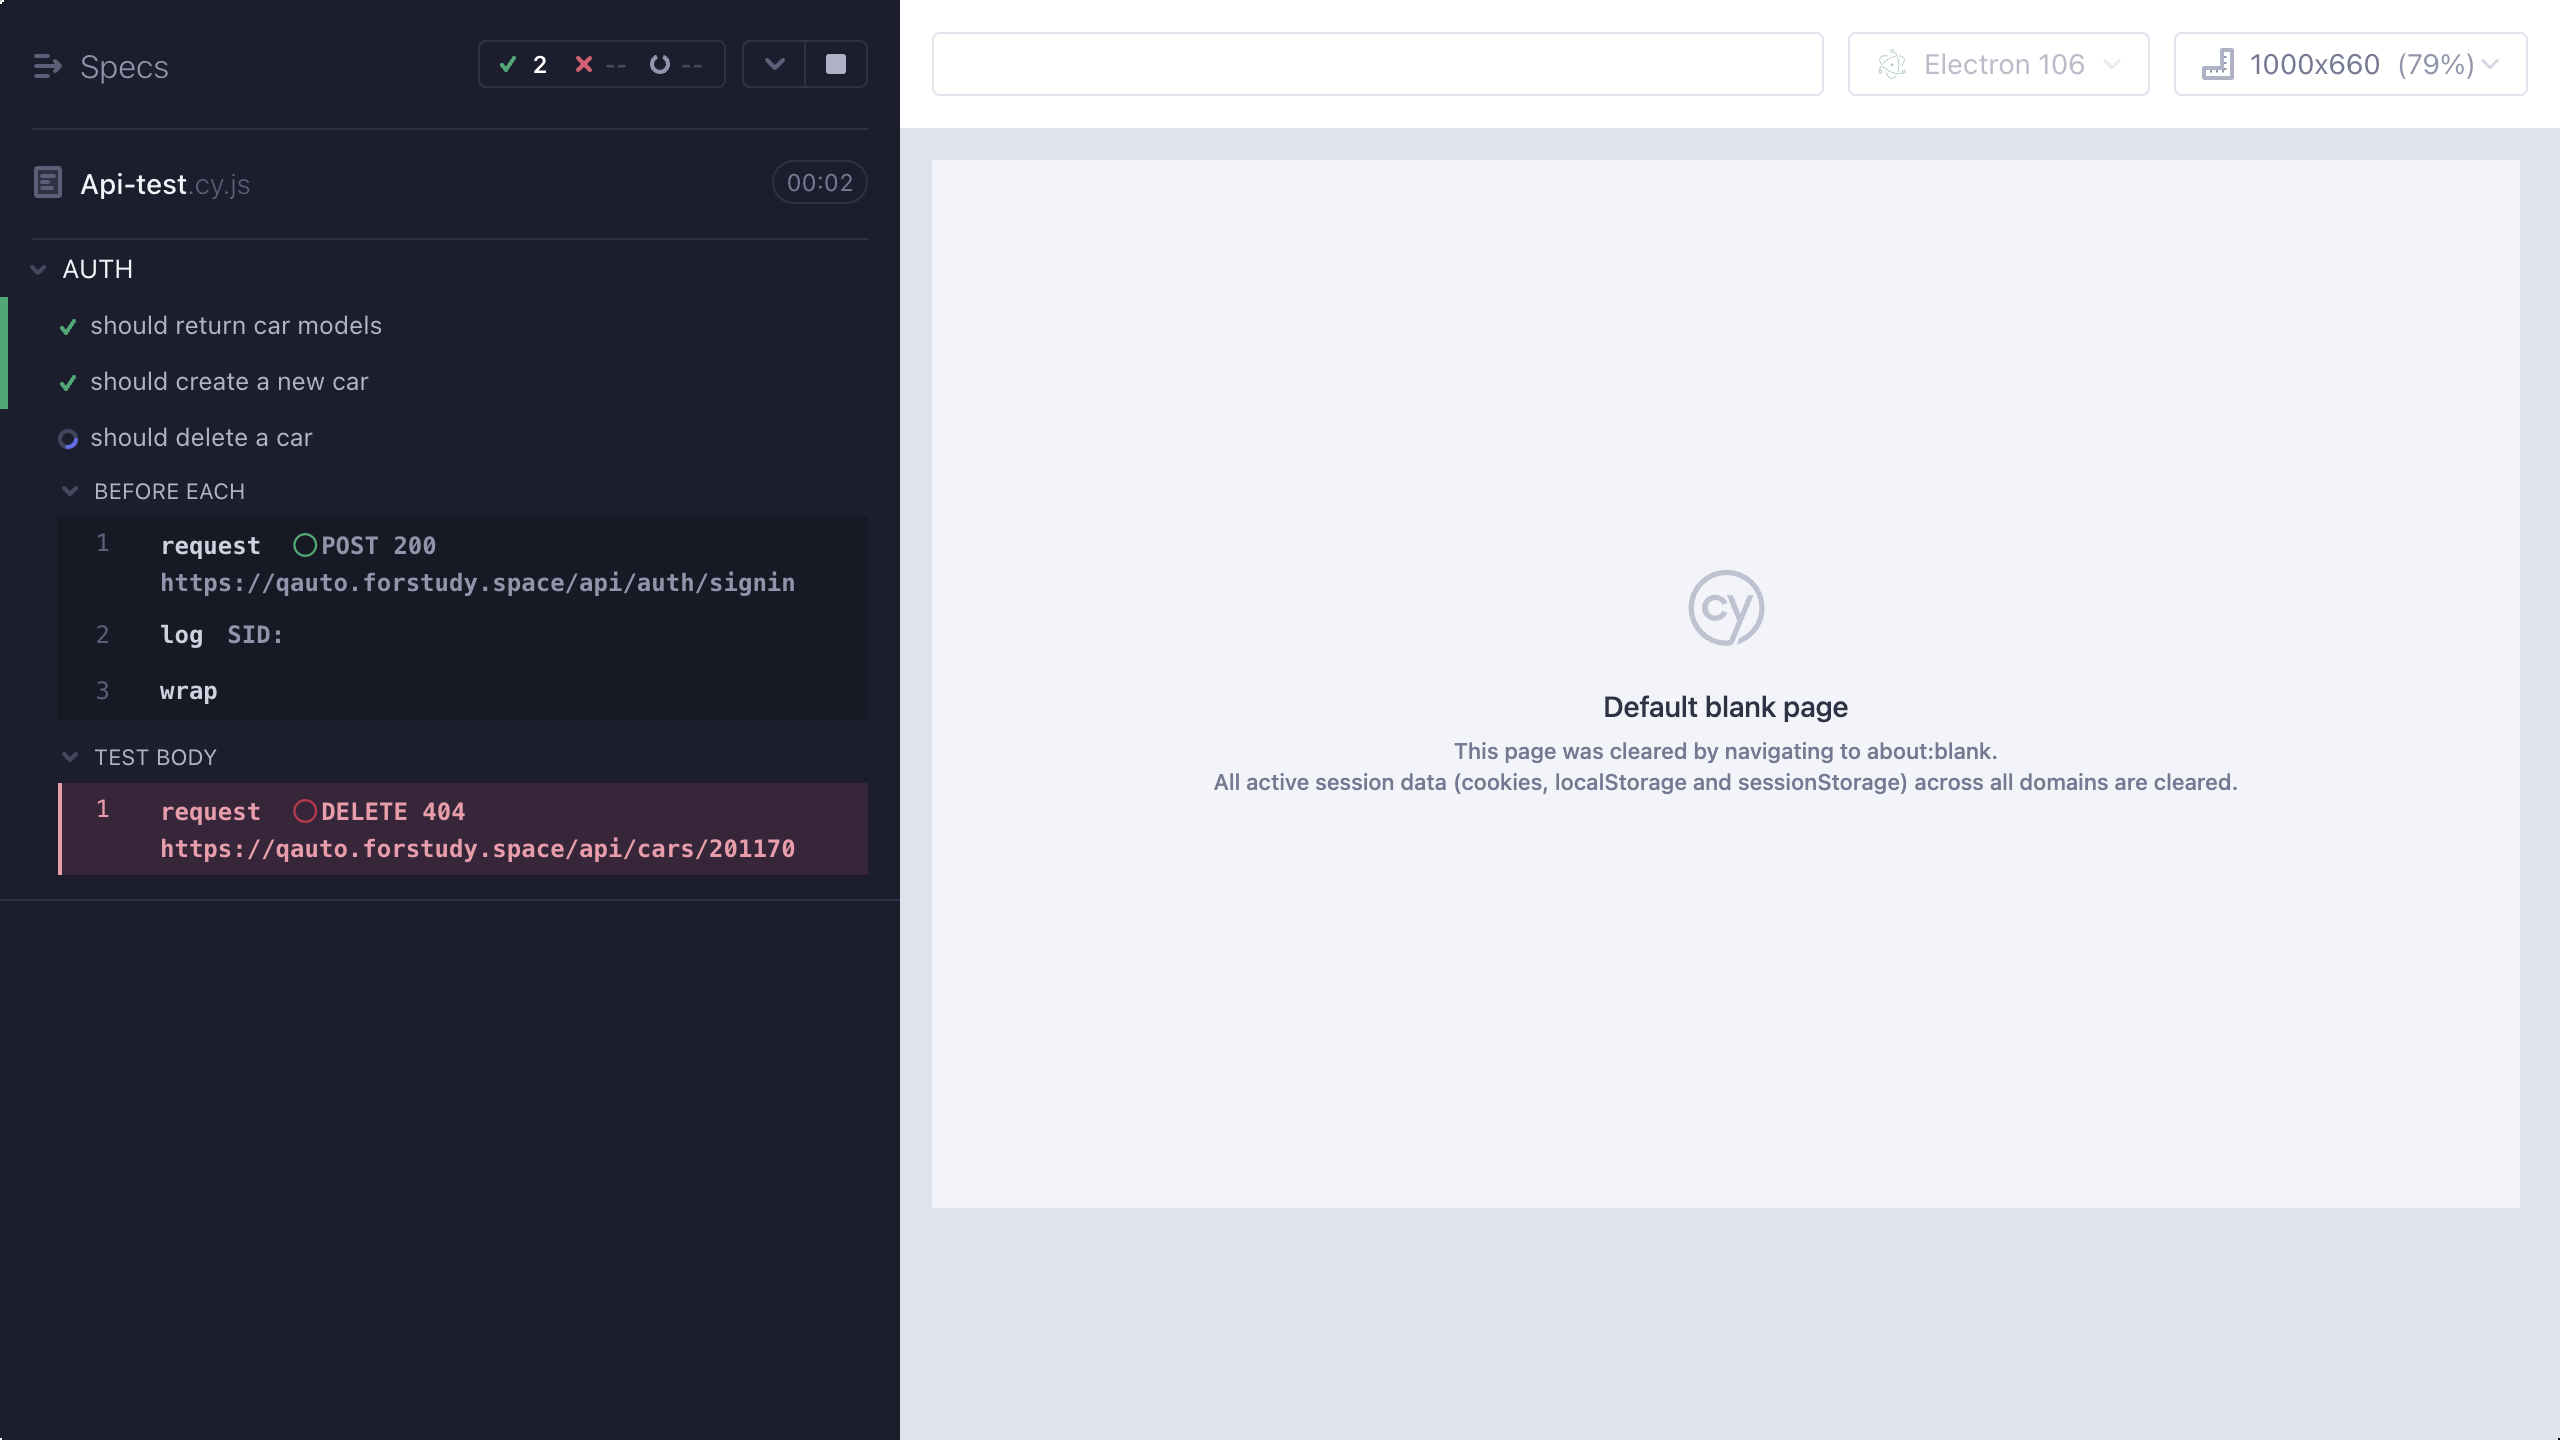 Specs
2 -- --
Api-test.cy.js
00:02
AUTH
should return car models
should create a new car
should delete a car
BEFORE EACH
1 request POST 200
https://qauto.forstudy.space/api/auth/signin
2 log SID:
3 wrap
TEST BODY
1 request DELETE 404
https://qauto.forstudy.space/api/cars/201170
Electron 106
1000x660 (79%)
cy
Default blank page
This page was cleared by navigating to about:blank.
All active session data (cookies, localStorage and sessionStorage) across all domains are cleared.